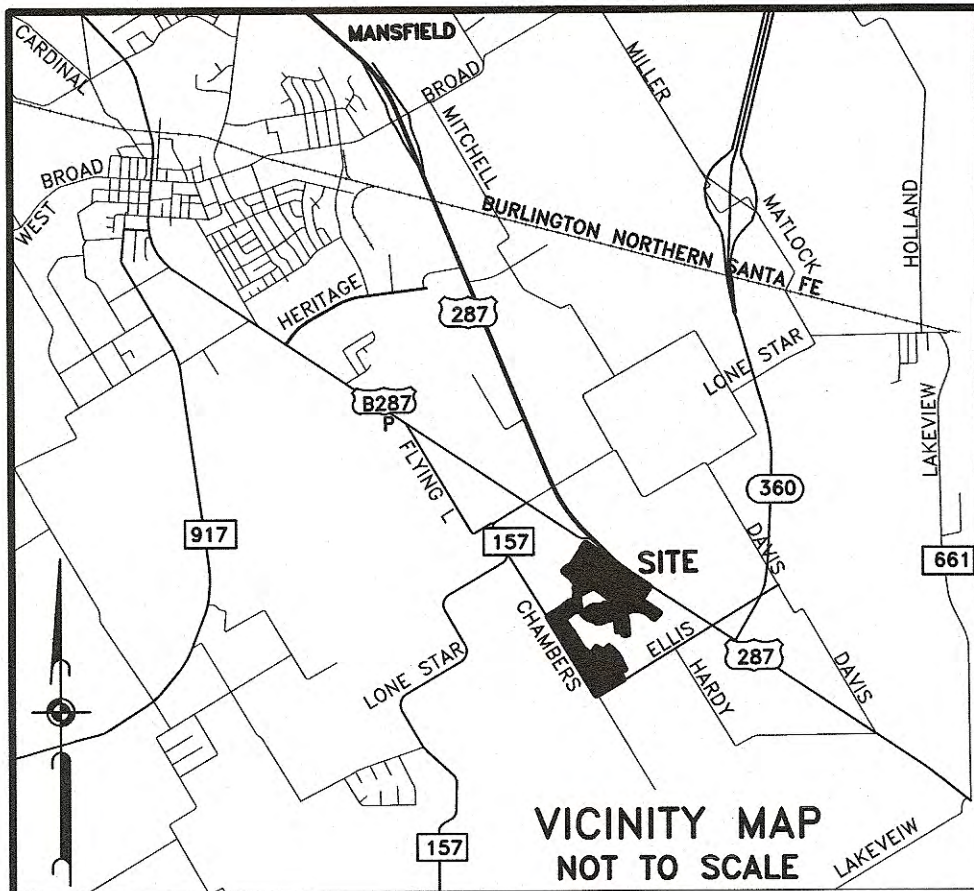 CARDINAL
MANSFIELD
BROAD
MILLER
MITCHELL
WEST BROAD
BURLINGTON NORTHERN SANTA FE
MATLOCK
HOLLAND
HERITAGE
287
LONE STAR
B287
P
FLYING L
LAKEVIEW
360
917
157
DAVIS
SITE
661
CHAMBERS
ELLIS
LONE STAR
287
HARDY
DAVIS
VICINITY MAP
NOT TO SCALE
157
LAKEVEIW